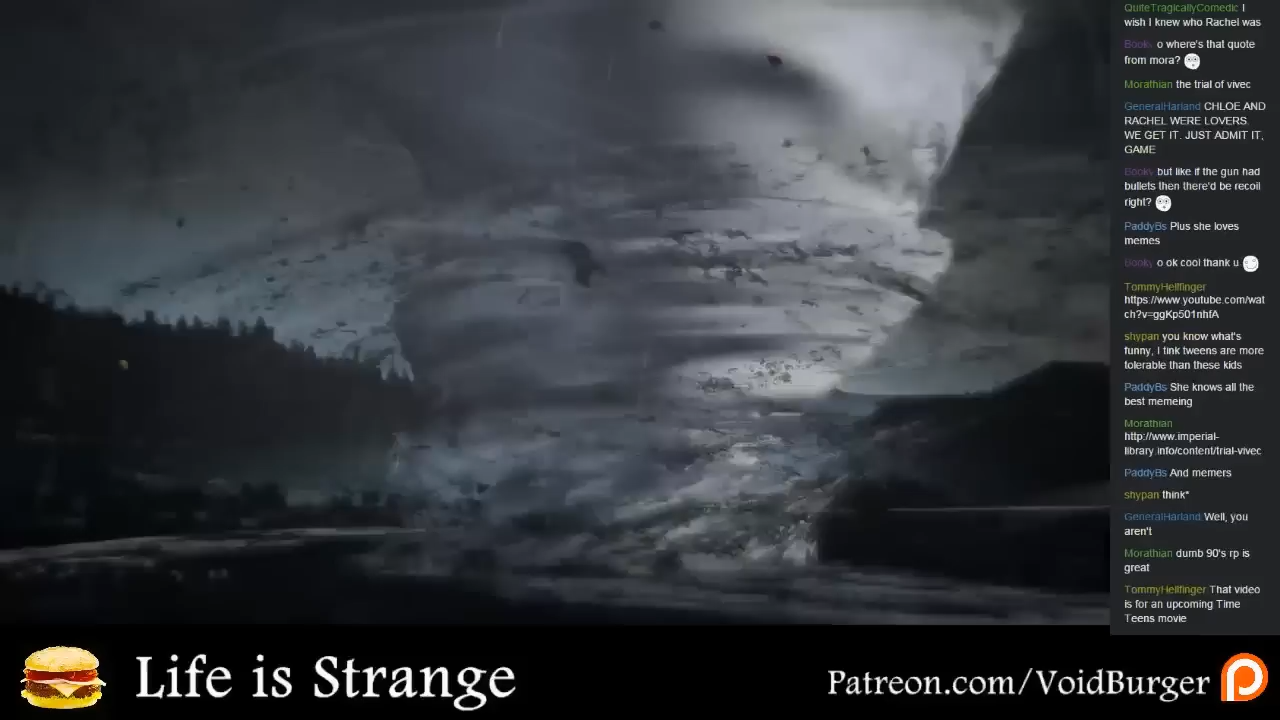 QuiteTragicallyComedic I
wish I knew who Rachel was
Booky o where's that quote
from mora?
Morathian the trial of vivec
GeneralHarland CHLOE AND
RACHEL WERE LOVERS.
WE GET IT. JUST ADMIT IT,
GAME
Booky but like if the gun had
bullets then there'd be recoil
right?
PaddyBs Plus she loves
memes
Booky o ok cool thank u
TommyHellfinger
https://www.youtube.com/wat
ch?v=ggKp501nhfA
shypan you know what's
funny, I tink tweens are more
tolerable than these kids
PaddyBs She knows all the
best memeing
Morathian
http://www.imperial-
library.info/content/trial-vivec
PaddyBs And memers
shypan think*
GeneralHarland Well, you
aren't
Morathian dumb 90's rp is
great
TommyHellfinger That video
is for an upcoming Time
Teens movie
Life is Strange
Patreon.com/VoidBurger